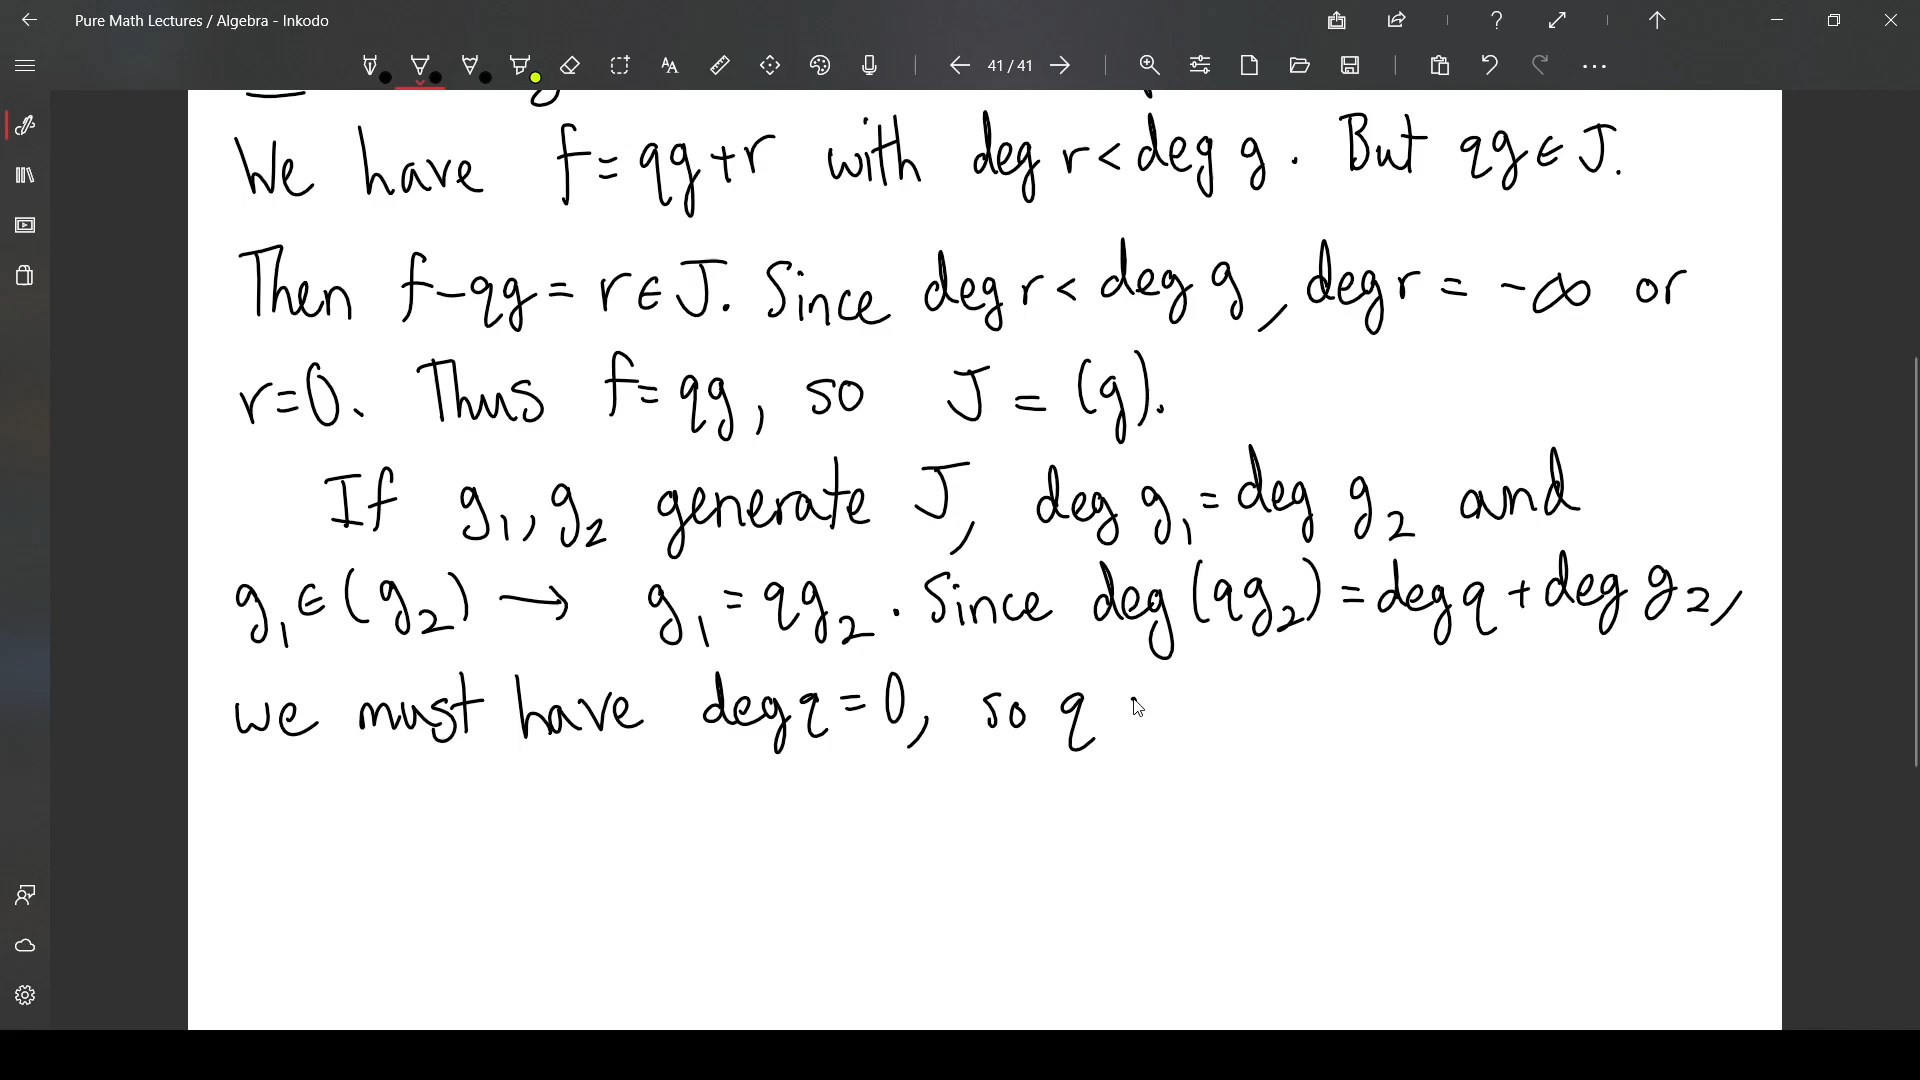 Pure Math Lectures / Algebra - Inkodo
41 / 41
We have f = qg + r with deg r < deg g. But qg ∈ J.
Then f - qg = r ∈ J. Since deg r < deg g, deg r = -∞ or
r = 0. Thus f = qg, so J = (g).
If g₁, g₂ generate J, deg g₁ = deg g₂ and
g₁ ∈ (g₂) → g₁ = qg₂. Since deg (qg₂) = deg q + deg g₂,
we must have deg q = 0, so q